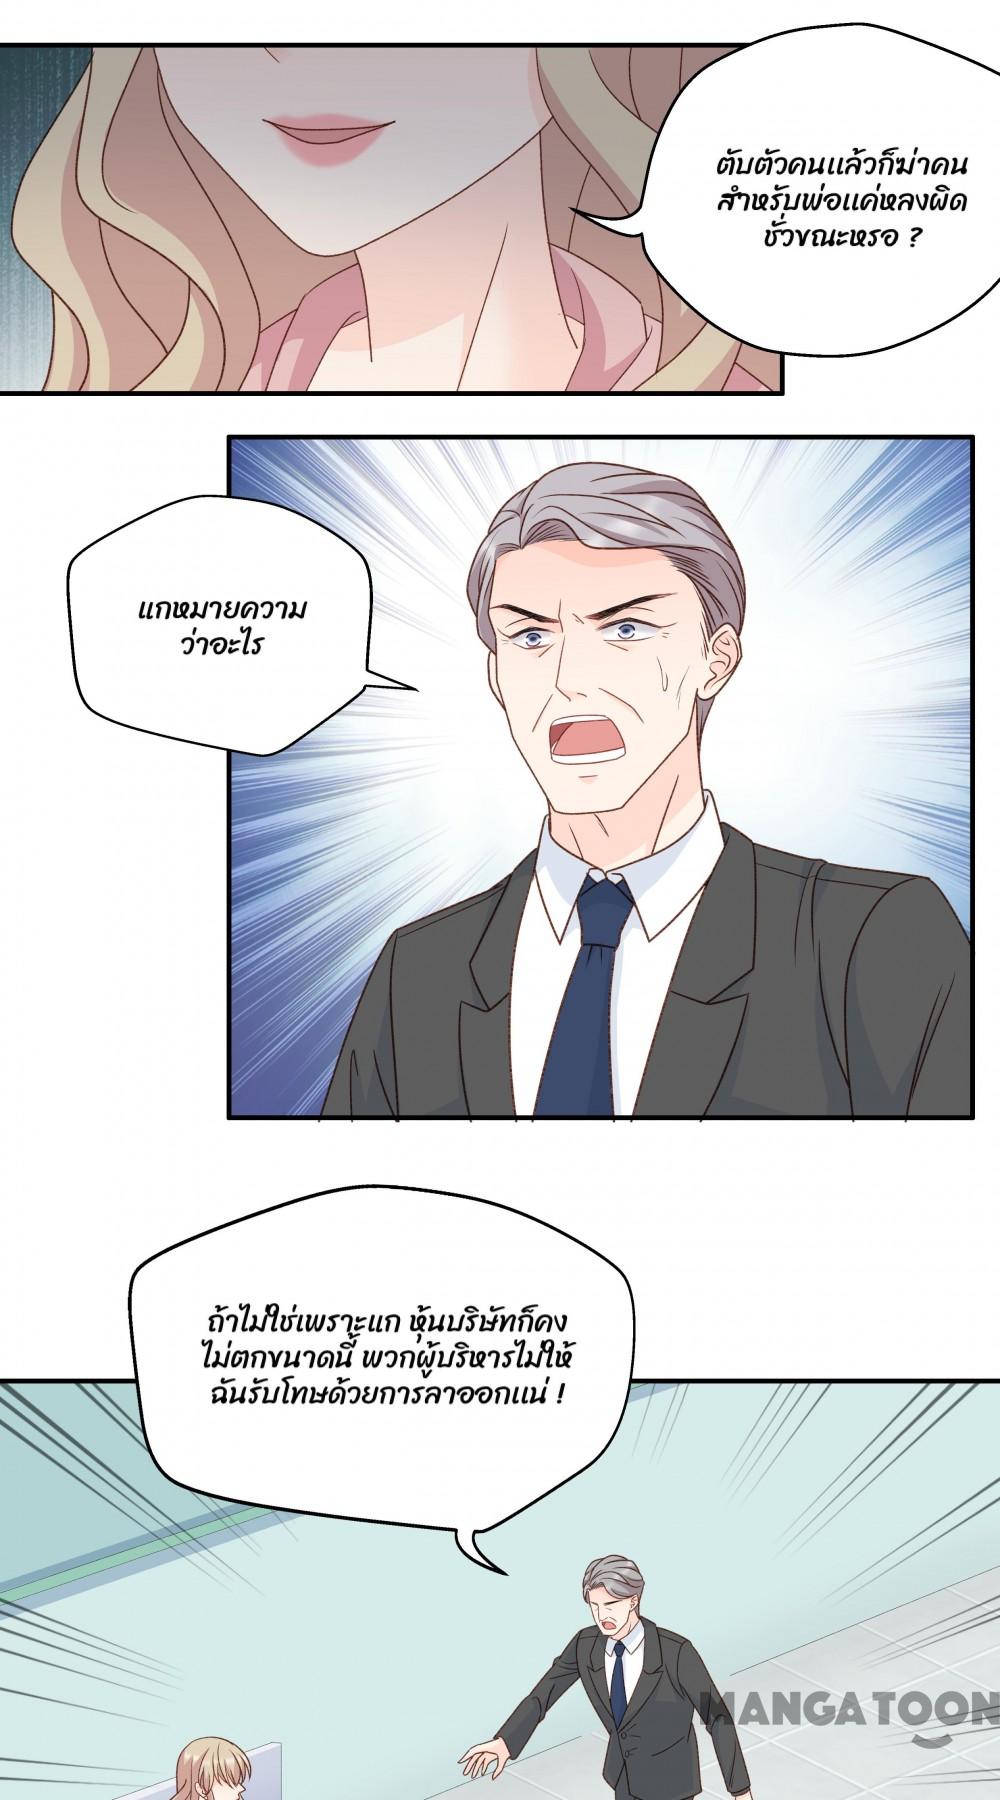 ตับตัวคนแล้วก็ฆ่าคน
สำหรับพ่อแค่หลงผิด
ชั่วขณะหรอ ?
แกหมายความ
ว่าอะไร
ถ้าไม่ใช่เพราะแก หุ้นบริษัทก็คง
ไม่ตกขนาดนี้ พวกผู้บริหารไม่ให้
ฉันรับโทษด้วยการลาออกแน่ !
MANGATOON